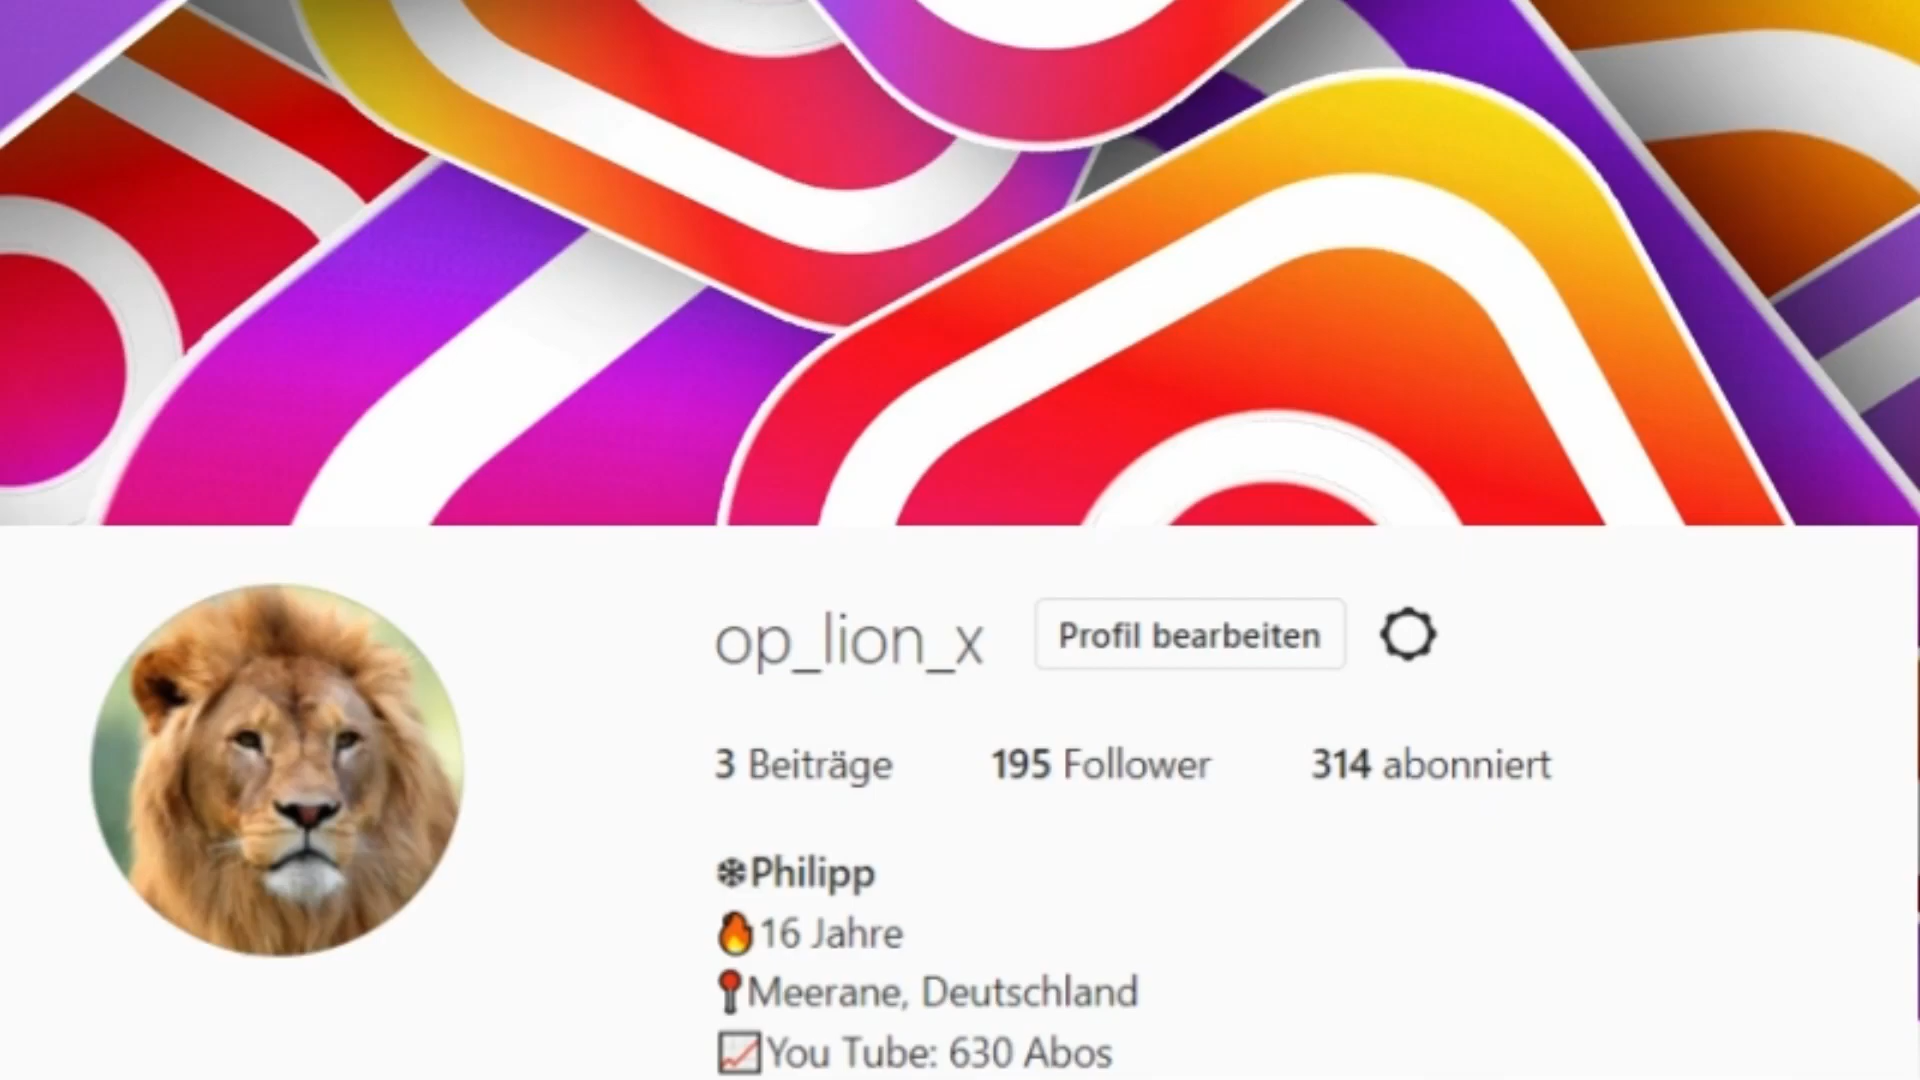 op_lion_x Profil bearbeiten
3 Beiträge 195 Follower 314 abonniert
❄Philipp
🔥16 Jahre
📍Meerane, Deutschland
📈You Tube: 630 Abos